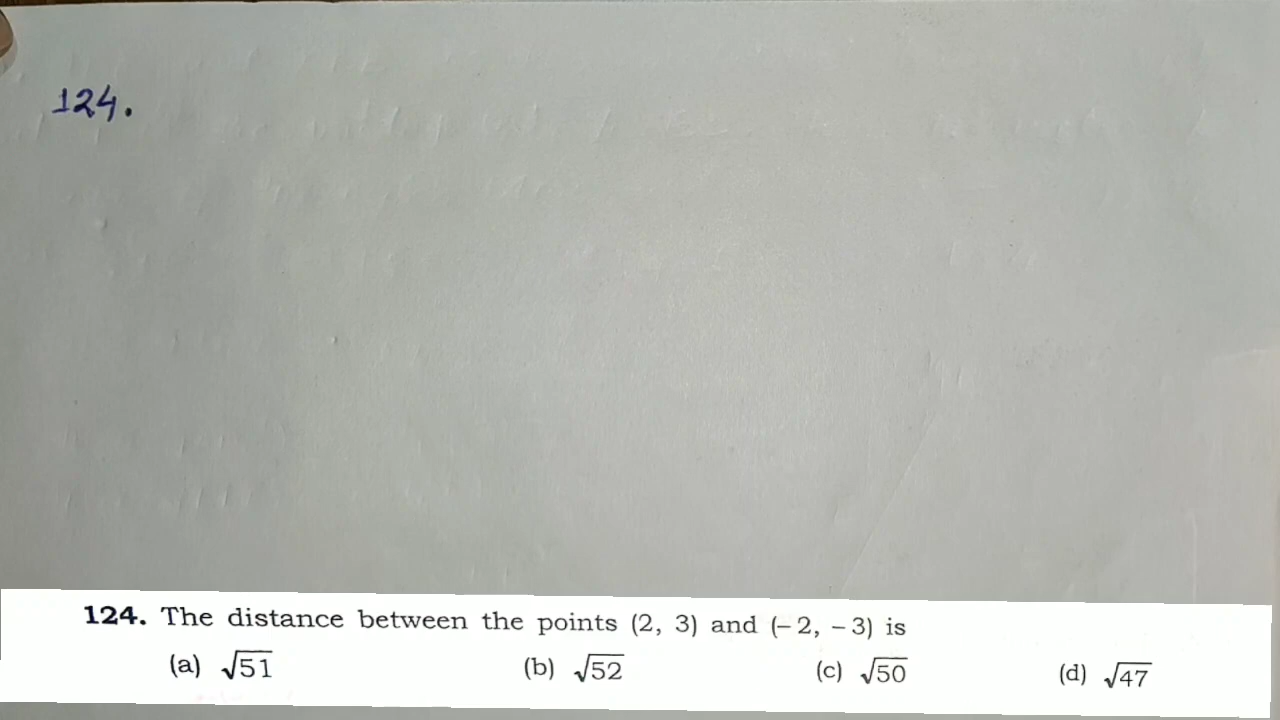 124.
124. The distance between the points (2, 3) and (– 2, – 3) is
(a) √51 (b) √52 (c) √50 (d) √47